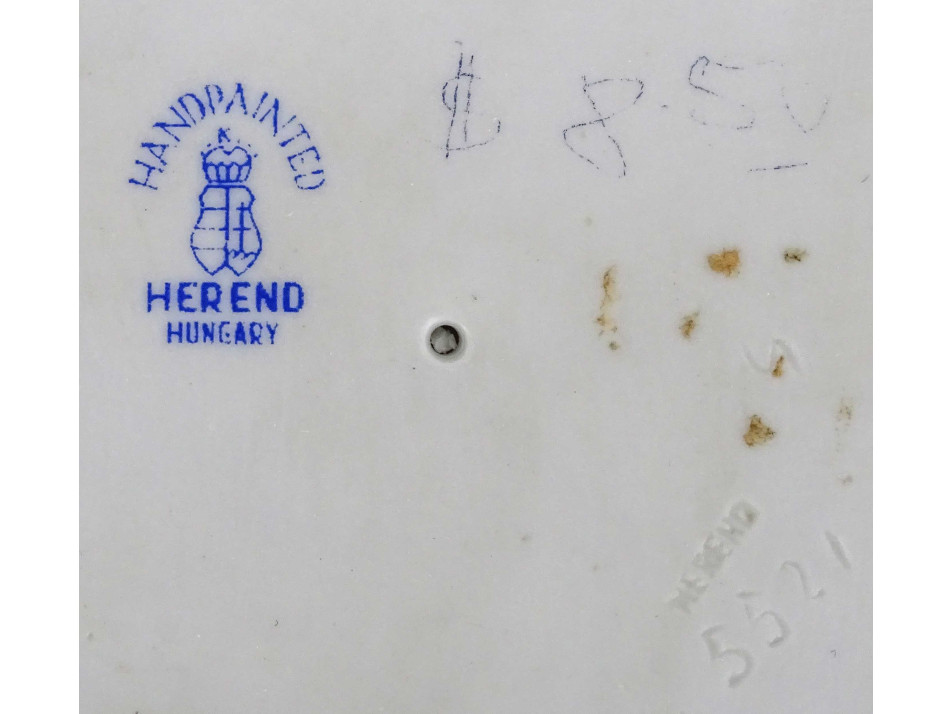 HANDPAINTED
HEREND
HUNGARY
$ 8.50
HEREND
5521